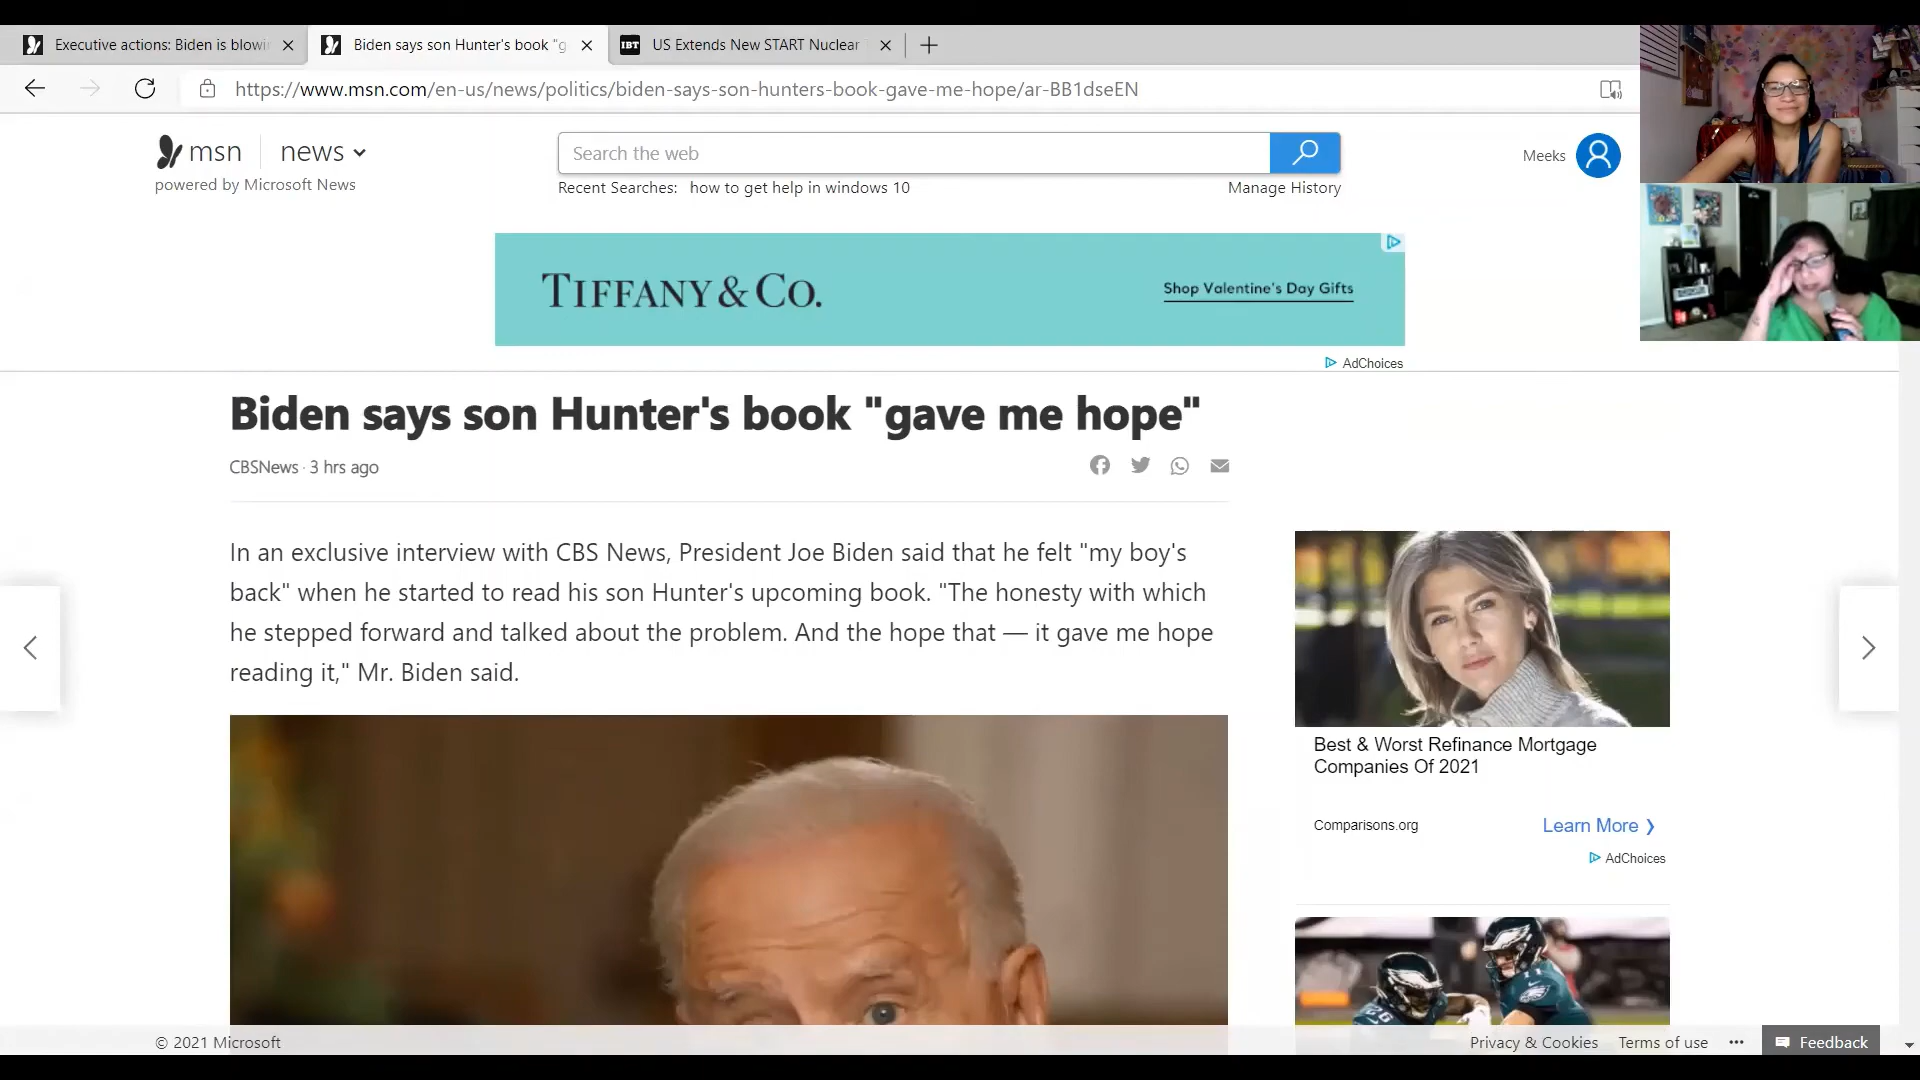 Executive actions: Biden is blowi
Biden says son Hunter's book "g
IBT
US Extends New START Nuclear
https://www.msn.com/en-us/news/politics/biden-says-son-hunters-book-gave-me-hope/ar-BB1dseEN
msn
news
powered by Microsoft News
Search the web
Recent Searches: how to get help in windows 10
Manage History
Meeks
TIFFANY & CO.
Shop Valentine's Day Gifts
AdChoices
Biden says son Hunter's book "gave me hope"
CBSNews · 3 hrs ago
In an exclusive interview with CBS News, President Joe Biden said that he felt "my boy's
back" when he started to read his son Hunter's upcoming book. "The honesty with which
he stepped forward and talked about the problem. And the hope that — it gave me hope
reading it," Mr. Biden said.
Best & Worst Refinance Mortgage
Companies Of 2021
Comparisons.org
Learn More ❯
AdChoices
26
11
© 2021 Microsoft
Privacy & Cookies
Terms of use
•••
Feedback